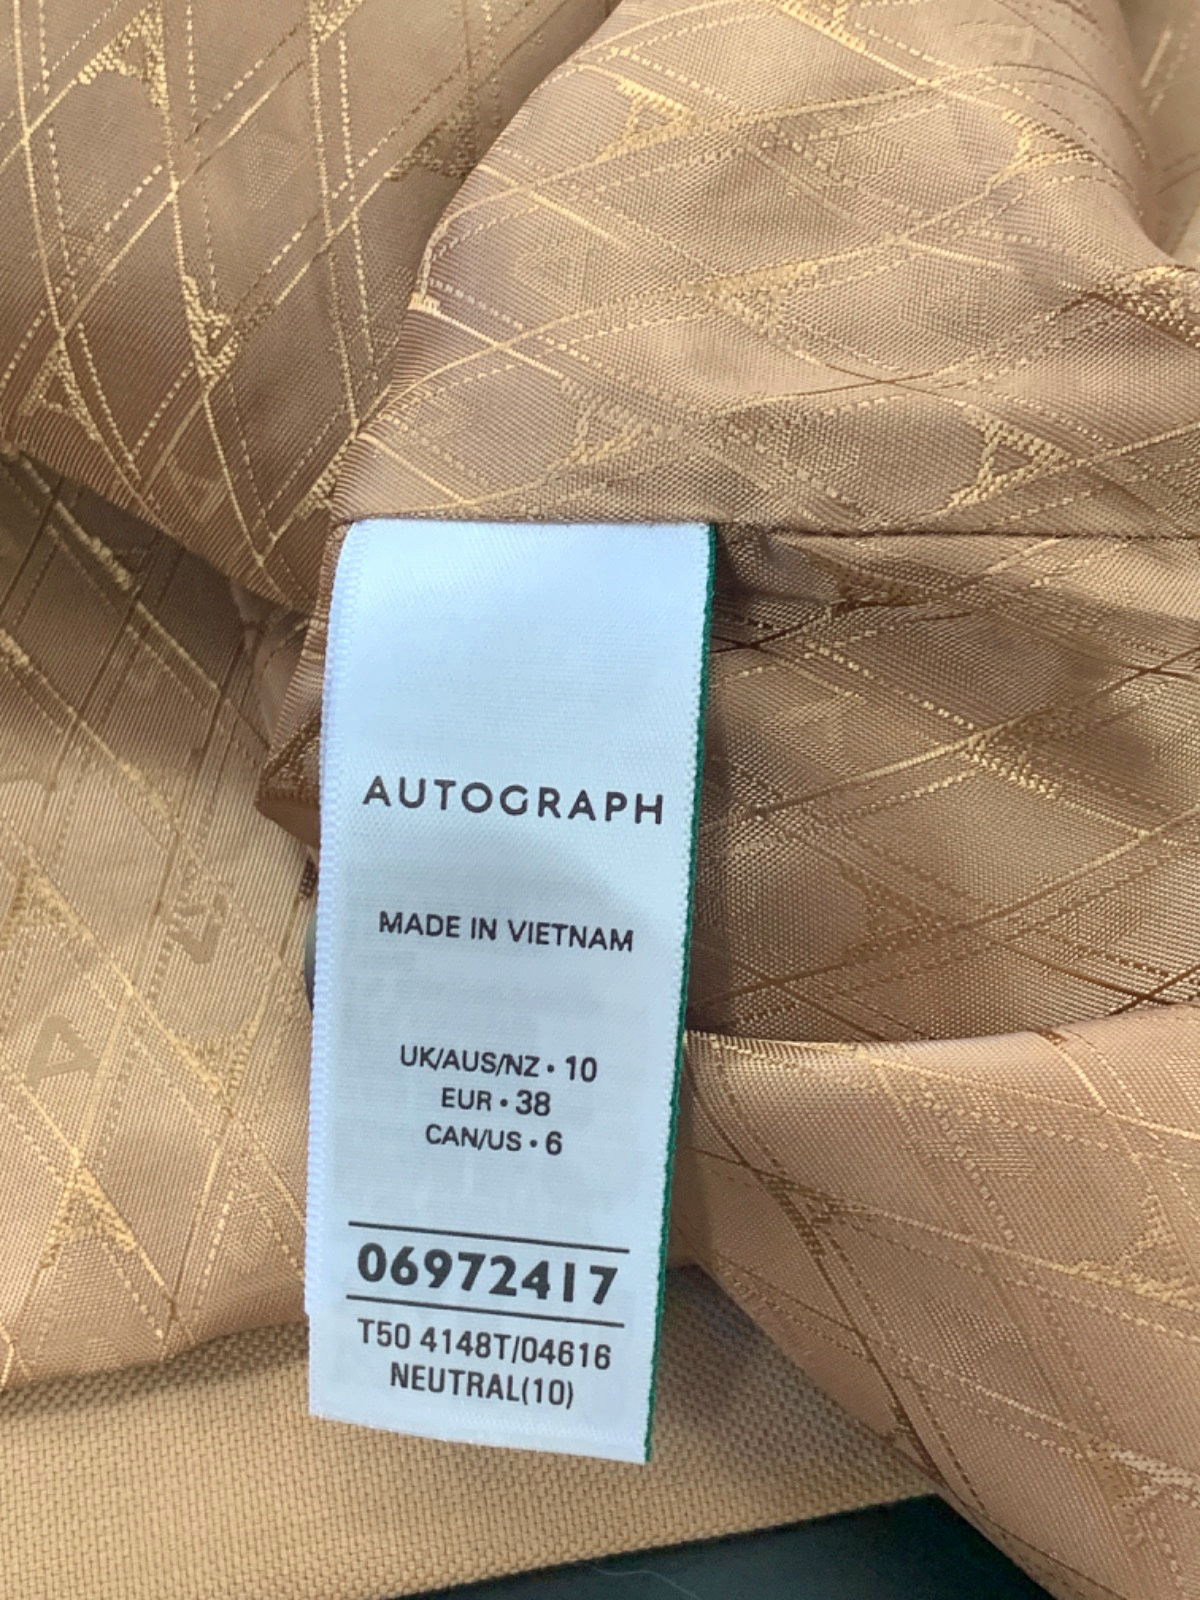 AUTOGRAPH
MADE IN VIETNAM
UK/AUS/NZ • 10
EUR • 38
CAN/US • 6
06972417
T50 4148T/04616
NEUTRAL(10)